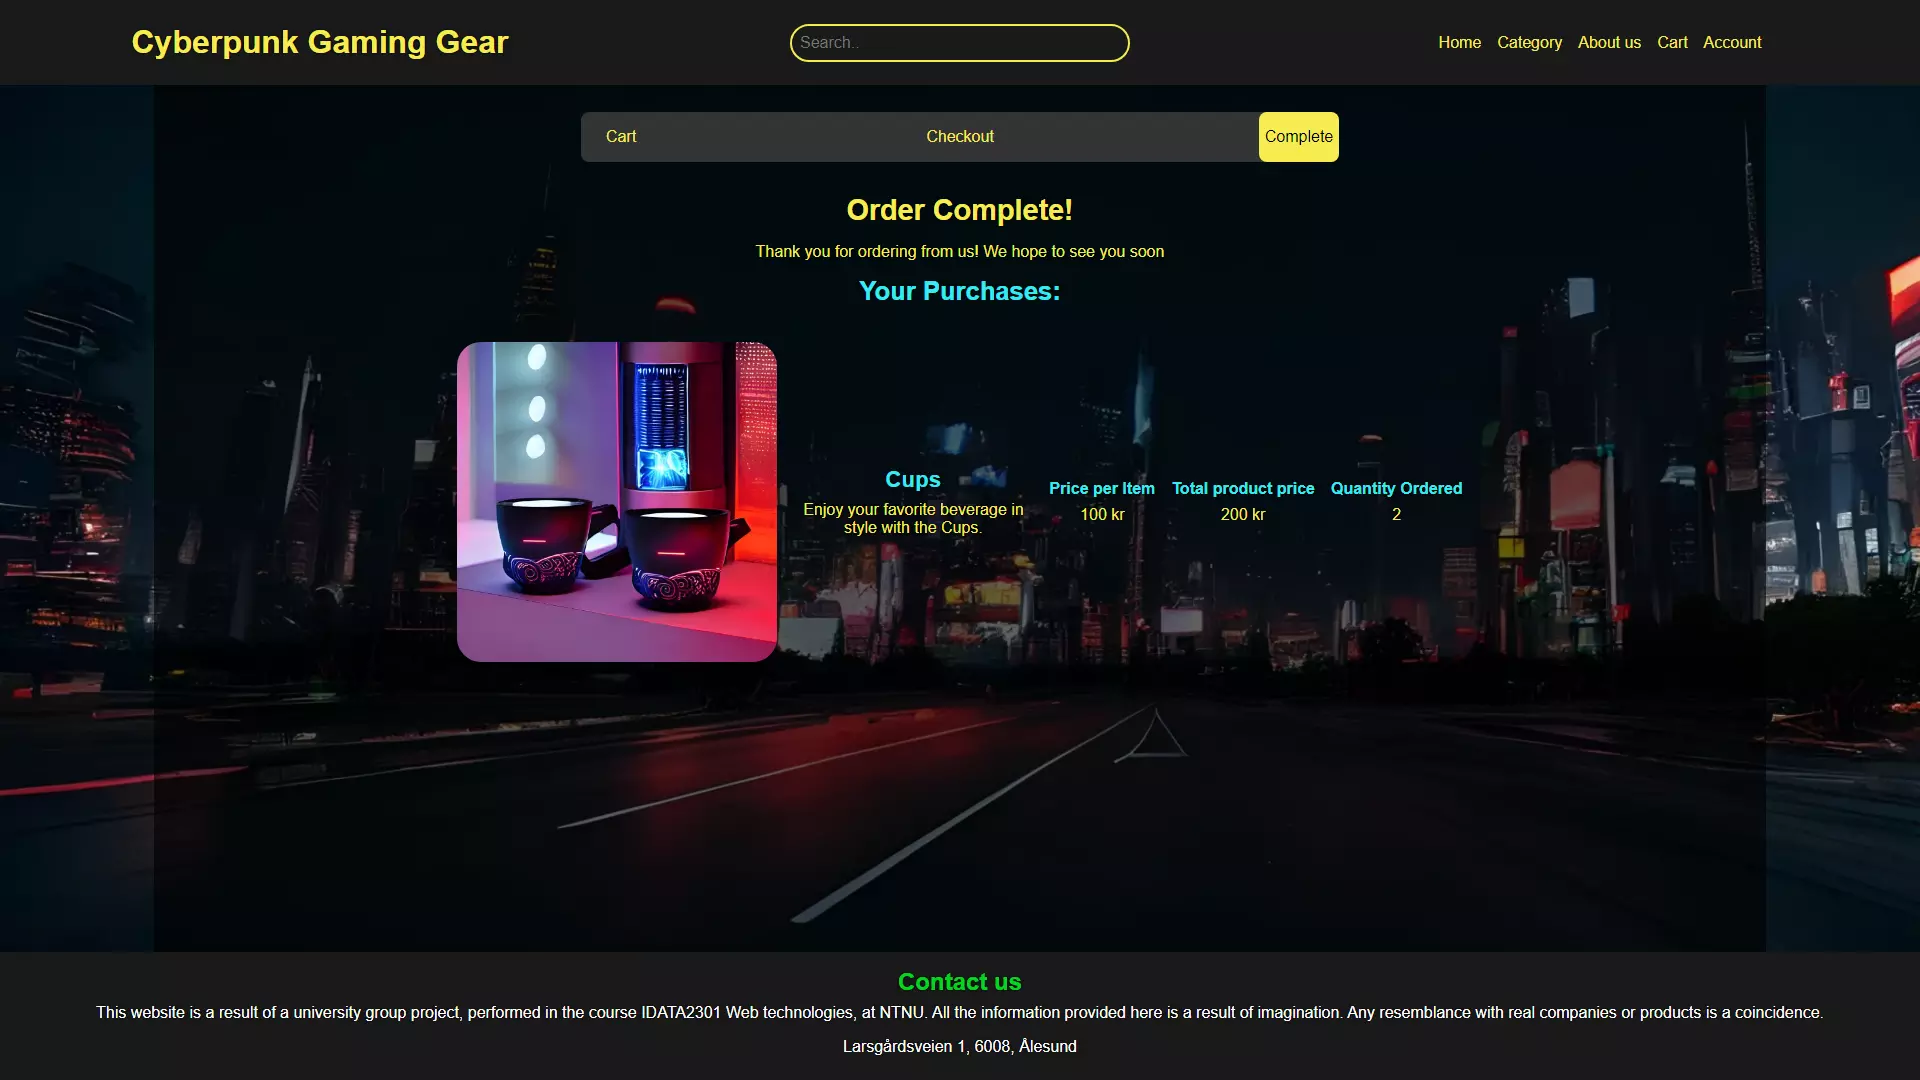 Cyberpunk Gaming Gear
Search..
Home Category About us Cart Account
Cart Checkout Complete
Order Complete!
Thank you for ordering from us! We hope to see you soon
Your Purchases:
Cups
Enjoy your favorite beverage in
style with the Cups.
Price per Item Total product price Quantity Ordered
100 kr 200 kr 2
Contact us
This website is a result of a university group project, performed in the course IDATA2301 Web technologies, at NTNU. All the information provided here is a result of imagination. Any resemblance with real companies or products is a coincidence.
Larsgårdsveien 1, 6008, Ålesund